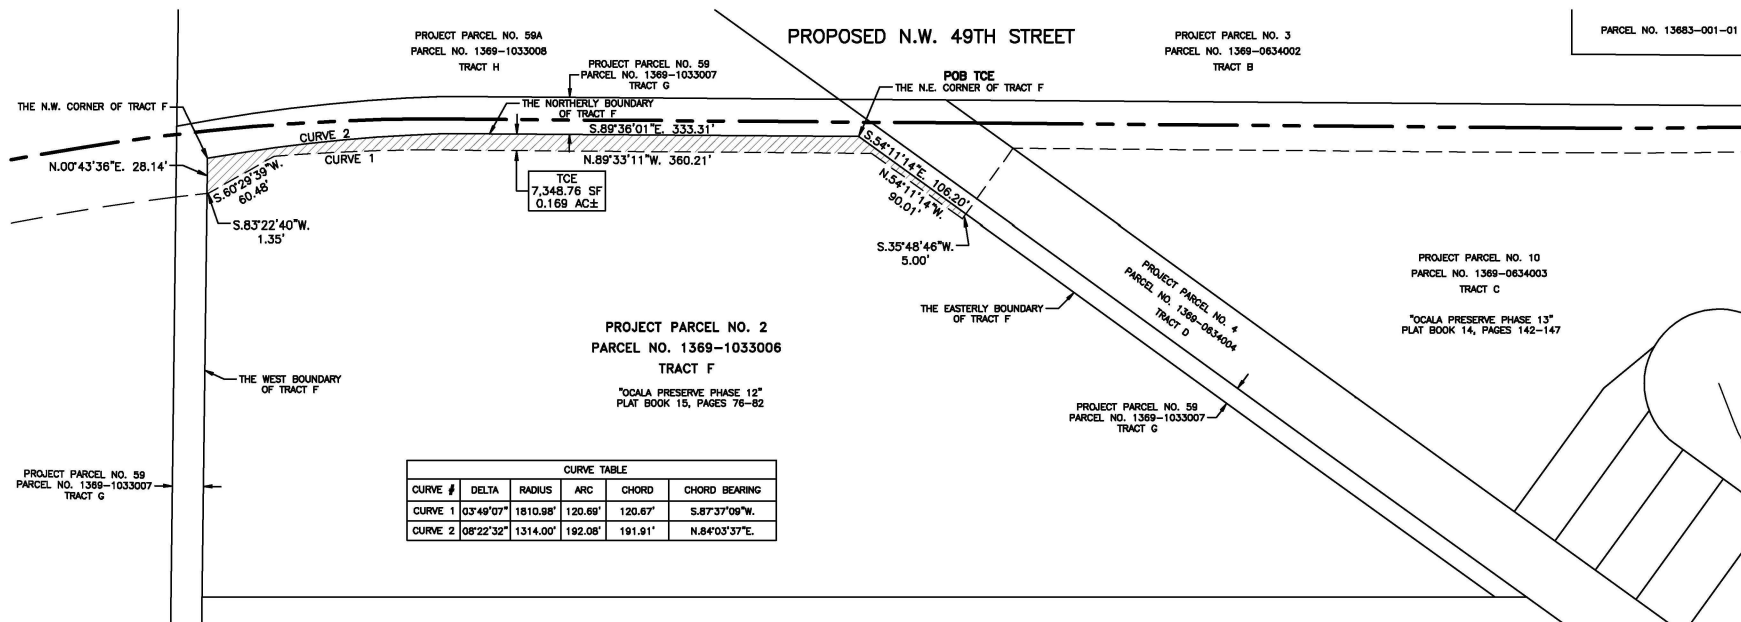 PROJECT PARCEL NO. 59A
PARCEL NO. 1369-1033008
TRACT H
PROPOSED N.W. 49TH STREET
PROJECT PARCEL NO. 3
PARCEL NO. 1369-0634002
TRACT B
PARCEL NO. 13683-001-01
PROJECT PARCEL NO. 59
PARCEL NO. 1369-1033007
TRACT G
POB TCE
THE N.E. CORNER OF TRACT F
THE N.W. CORNER OF TRACT F
THE NORTHERLY BOUNDARY
OF TRACT F
CURVE 2
S.89°36'01"E. 333.31'
CURVE 1
N.89°33'11"W. 360.21'
N.00°43'36"E. 28.14'
S.60°29'39"W.
60.48'
S.83°22'40"W.
1.35'
TCE
7,348.76 SF
0.169 AC±
S.54°11'14"E. 106.20'
N.54°11'14"W.
90.01'
S.35°48'46"W.
5.00'
THE EASTERLY BOUNDARY
OF TRACT F
PROJECT PARCEL NO. 4
PARCEL NO. 1369-0634004
TRACT D
PROJECT PARCEL NO. 10
PARCEL NO. 1369-0634003
TRACT C
"OCALA PRESERVE PHASE 13"
PLAT BOOK 14, PAGES 142-147
PROJECT PARCEL NO. 2
PARCEL NO. 1369-1033006
TRACT F
"OCALA PRESERVE PHASE 12"
PLAT BOOK 15, PAGES 76-82
THE WEST BOUNDARY
OF TRACT F
PROJECT PARCEL NO. 59
PARCEL NO. 1369-1033007
TRACT G
PROJECT PARCEL NO. 59
PARCEL NO. 1369-1033007
TRACT G
CURVE TABLE
CURVE # DELTA RADIUS ARC CHORD CHORD BEARING
CURVE 1 03°49'07" 1810.98' 120.69' 120.67' S.87°37'09"W.
CURVE 2 08°22'32" 1314.00' 192.08' 191.91' N.84°03'37"E.